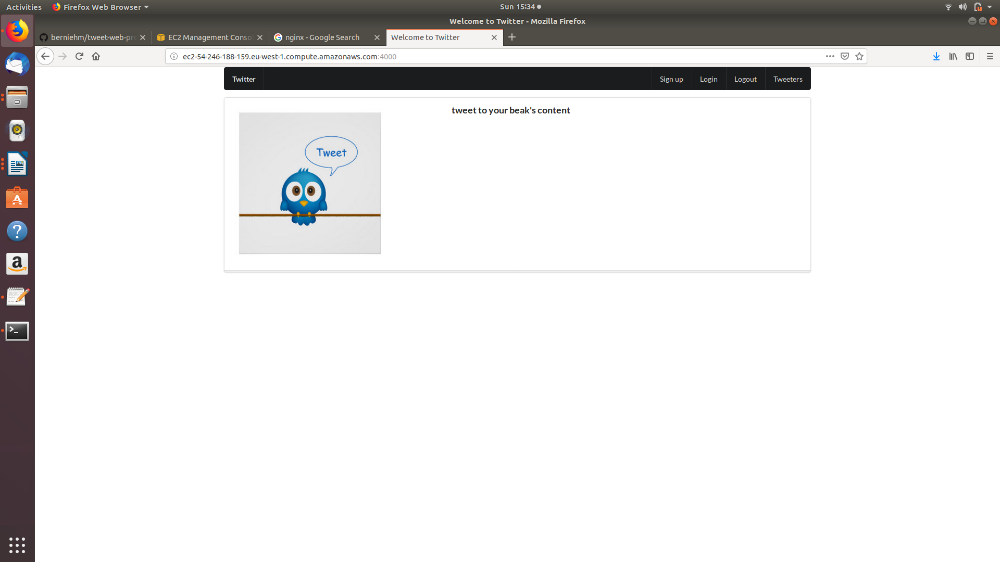 Activities
Firefox Web Browser
Sun 15:34
Welcome to Twitter - Mozilla Firefox
berniehm/tweet-web-pro
EC2 Management Consol
nginx - Google Search
Welcome to Twitter
ec2-54-246-188-159.eu-west-1.compute.amazonaws.com:4000
Twitter
Sign up
Login
Logout
Tweeters
tweet to your beak's content
Tweet